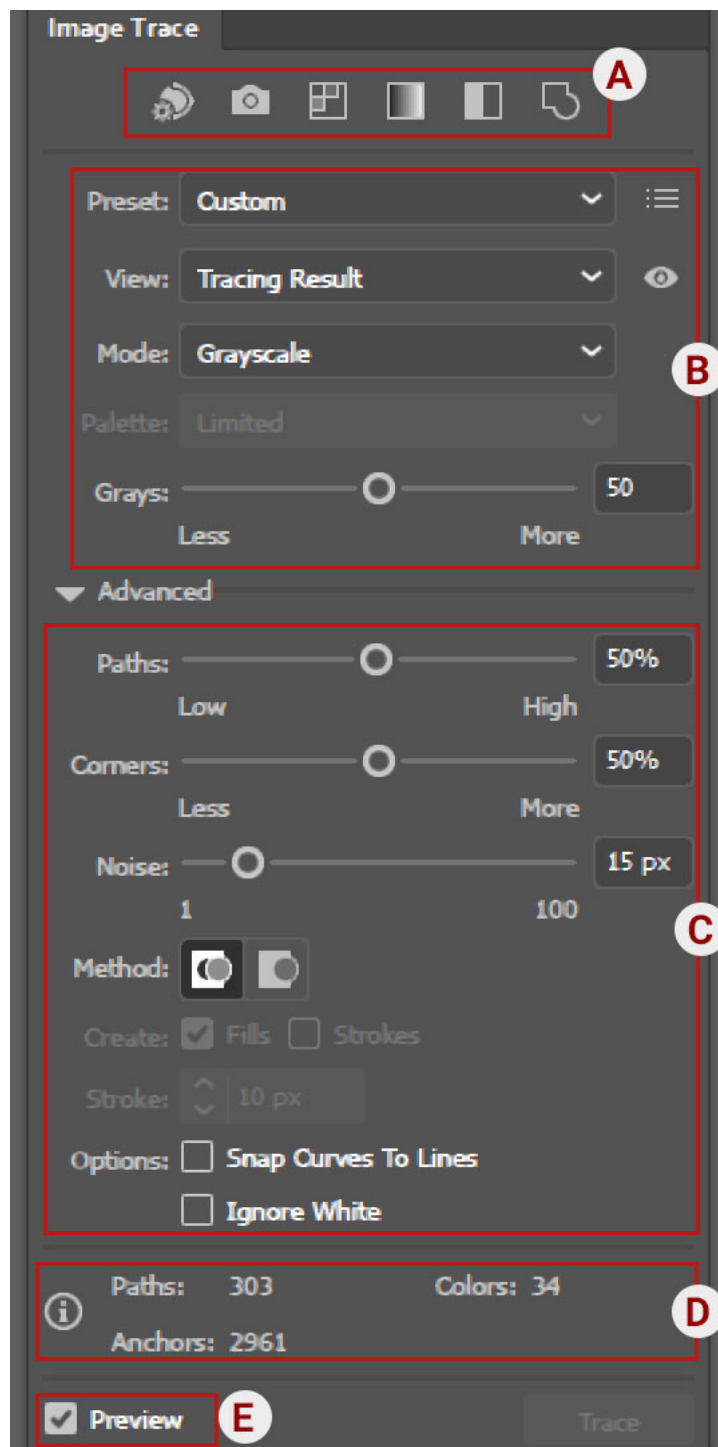 Image Trace
A
Preset: Custom
View: Tracing Result
Mode: Grayscale
B
Palette: Limited
Grays: 50
Less More
Advanced
Paths: 50%
Low High
Corners: 50%
Less More
Noise: 15 px
1 100
C
Method:
Create: Fills Strokes
Stroke: 10 px
Options: Snap Curves To Lines
Ignore White
Paths: 303 Colors: 34
D
Anchors: 2961
Preview E Trace